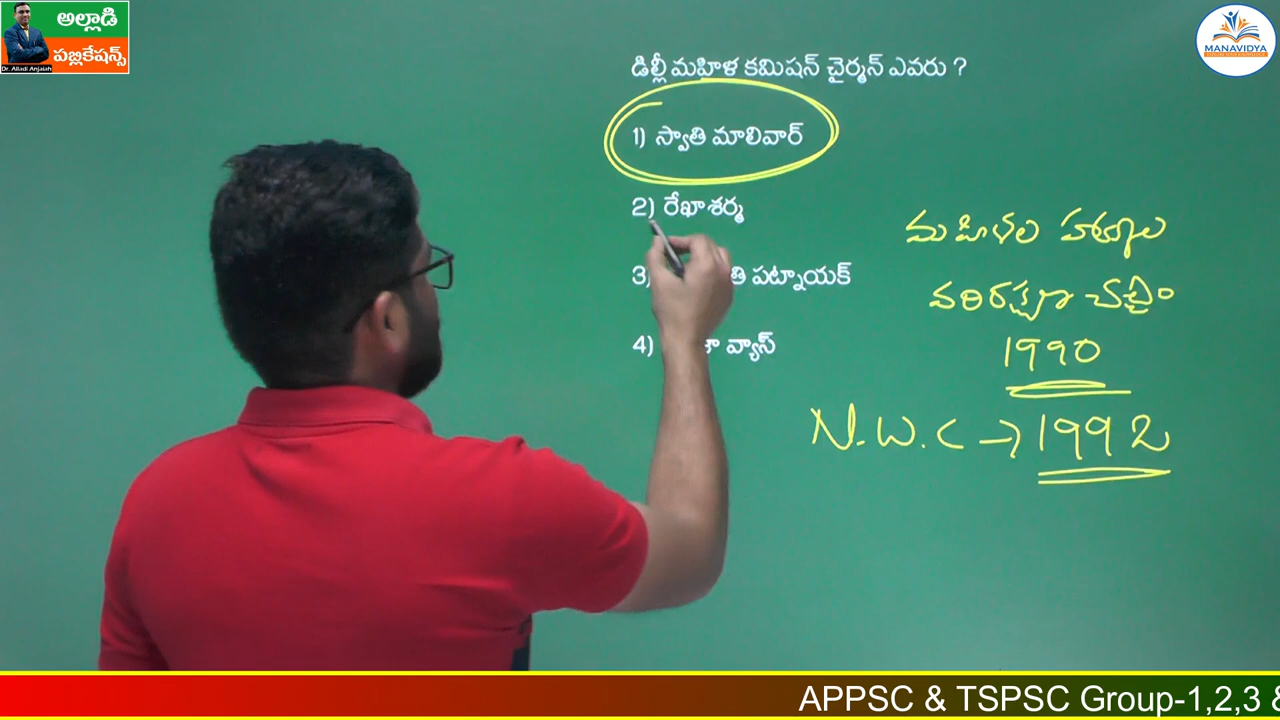 అల్లాడి
పబ్లికేషన్స్
Dr. Alladi Anjaiah
MANAVIDYA
డిల్లీ మహిళ కమిషన్ చైర్మన్ ఎవరు ?
1) స్వాతి మాలివార్
2) రేఖాశర్మ
3) తి పట్నాయక్
4) జా వ్యాస్
మహిళల హక్కుల
పరిరక్షణ చట్టం
1990
N.W.C → 1992
APPSC & TSPSC Group-1,2,3 &